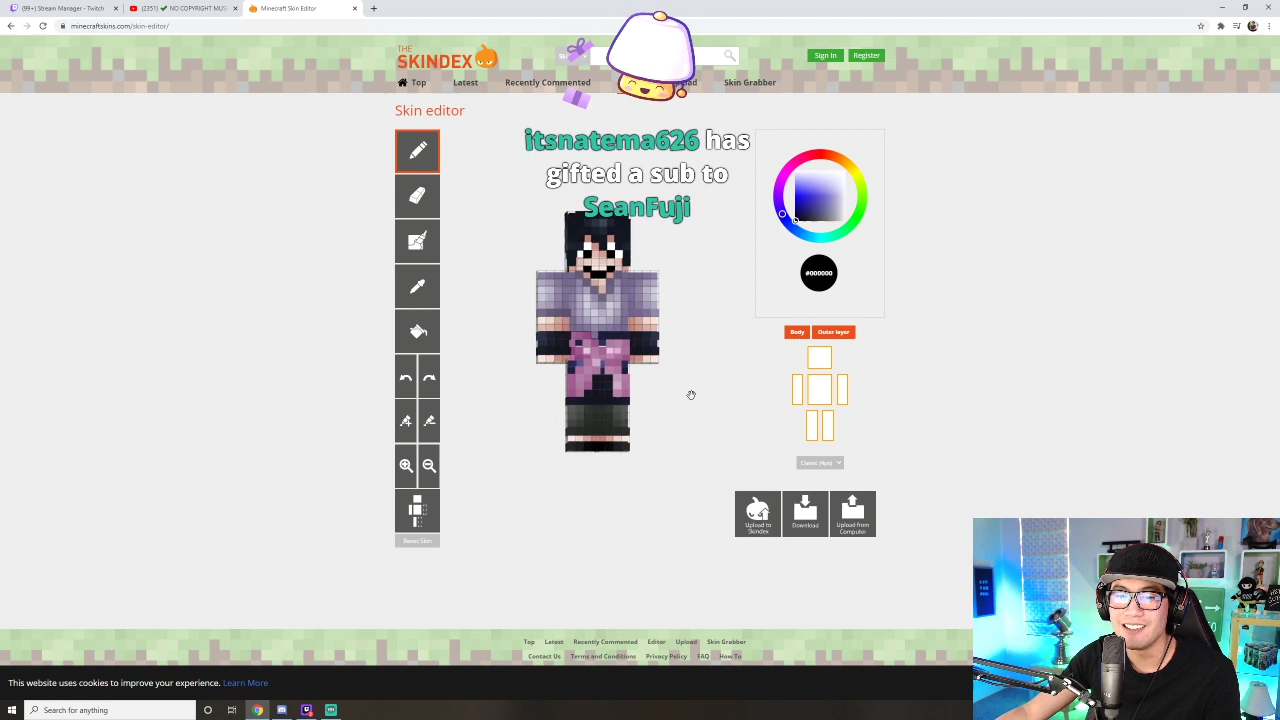 (99+) Stream Manager - Twitch
(2351) ✔ NO COPYRIGHT MUS
Minecraft Skin Editor
minecraftskins.com/skin-editor/
THE
SKINDEX
Sign In
Register
Top
Latest
Recently Commented
Skin Grabber
Skin editor
itsnatema626 has
gifted a sub to
SeanFuji
#000000
Body
Outer layer
Classic (4px)
Upload to
Skindex
Download
Upload from
Computer
Reset Skin
Top
Latest
Recently Commented
Editor
Upload
Skin Grabber
Contact Us
Terms and Conditions
Privacy Policy
FAQ
How To
This website uses cookies to improve your experience. Learn More
Search for anything